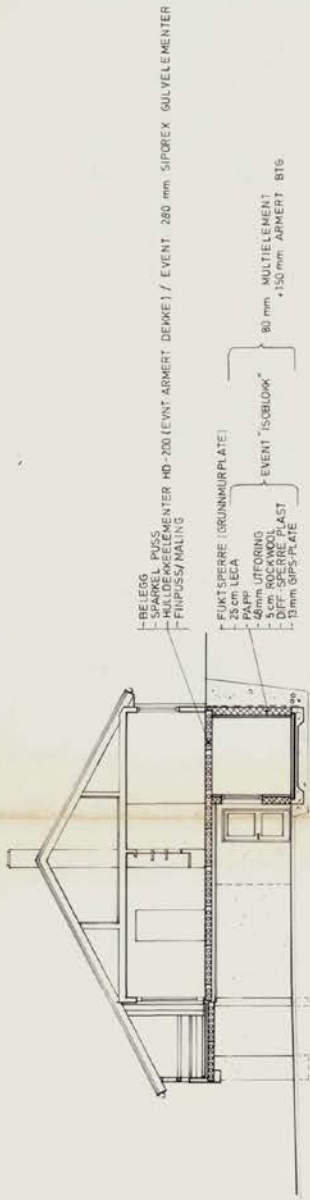 - BELEGG
- SPARKEL PUSS
- HULLDEKKEELEMENTER HD-200 (EVNT ARMERT DEKKE) / EVENT 280 mm SIPOREX GULVELEMENTER
- FINPUSS/MALING
- FUKTSPERRE (GRUNNMURPLATE)
- 25 cm LECA
- PAPP
- 48mm UTFORING
- 5 cm ROCKWOOL
- DIFF-SPERRE PLAST
- 13mm GIPS-PLATE
EVENT "ISOBLOKK"
80 mm MULTIELEMENT
+150 mm ARMERT BTG